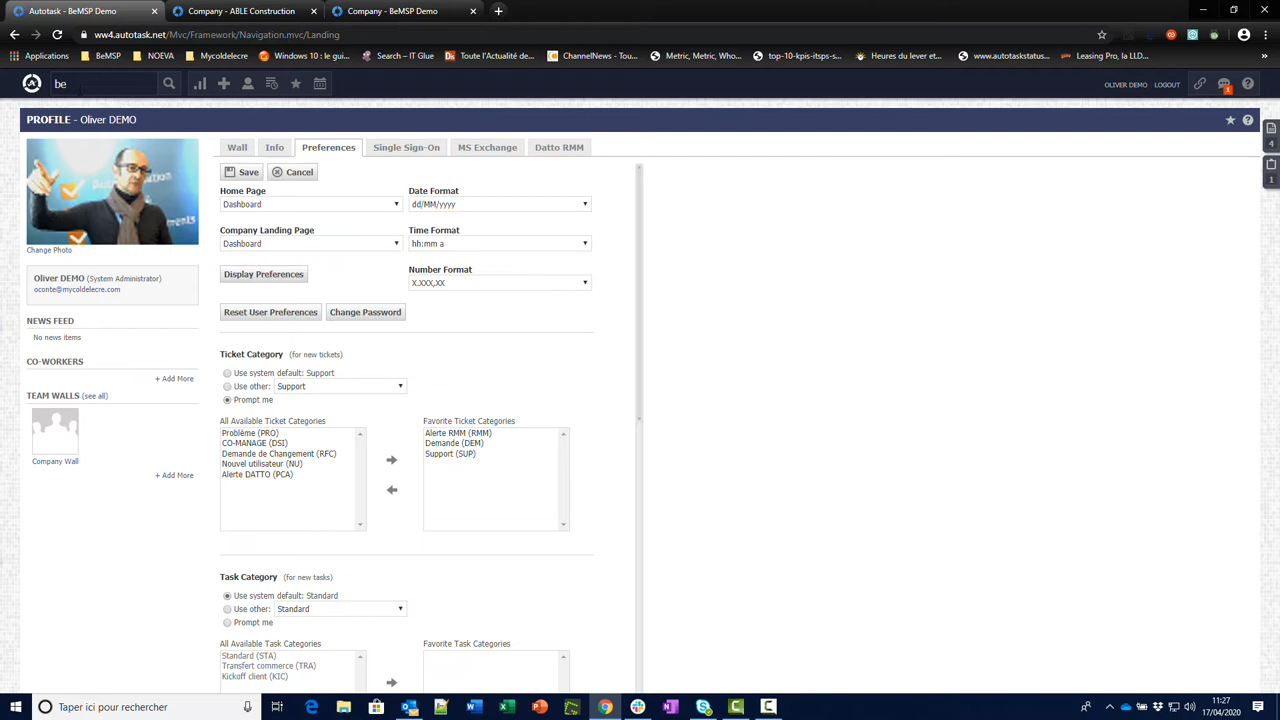 Autotask - BeMSP Demo
Company - ABLE Construction
Company - BeMSP Demo
ww4.autotask.net/Mvc/Framework/Navigation.mvc/Landing
Applications
BeMSP
NOEVA
Mycoldelecre
Windows 10 : le gui...
Search – IT Glue
Toute l'Actualité de...
ChannelNews - Tou...
Metric, Metric, Who...
top-10-kpis-itsps-s...
Heures du lever et...
www.autotaskstatus...
Leasing Pro, la LLD...
be
OLIVER DEMO
LOGOUT
1
PROFILE - Oliver DEMO
4
1
Wall
Info
Preferences
Single Sign-On
MS Exchange
Datto RMM
Save
Cancel
Home Page
Date Format
Dashboard
dd/MM/yyyy
Company Landing Page
Time Format
Dashboard
hh:mm a
Change Photo
Display Preferences
Number Format
X.XXX,XX
Oliver DEMO (System Administrator)
oconte@mycoldelecre.com
Reset User Preferences
Change Password
NEWS FEED
No news items
CO-WORKERS
+ Add More
TEAM WALLS (see all)
Company Wall
+ Add More
Ticket Category (for new tickets)
Use system default: Support
Use other:
Support
Prompt me
All Available Ticket Categories
Favorite Ticket Categories
Problème (PRO)
CO-MANAGE (DSI)
Demande de Changement (RFC)
Nouvel utilisateur (NU)
Alerte DATTO (PCA)
Alerte RMM (RMM)
Demande (DEM)
Support (SUP)
Task Category (for new tasks)
Use system default: Standard
Use other:
Standard
Prompt me
All Available Task Categories
Favorite Task Categories
Standard (STA)
Transfert commerce (TRA)
Kickoff client (KIC)
Taper ici pour rechercher
11:27
17/04/2020